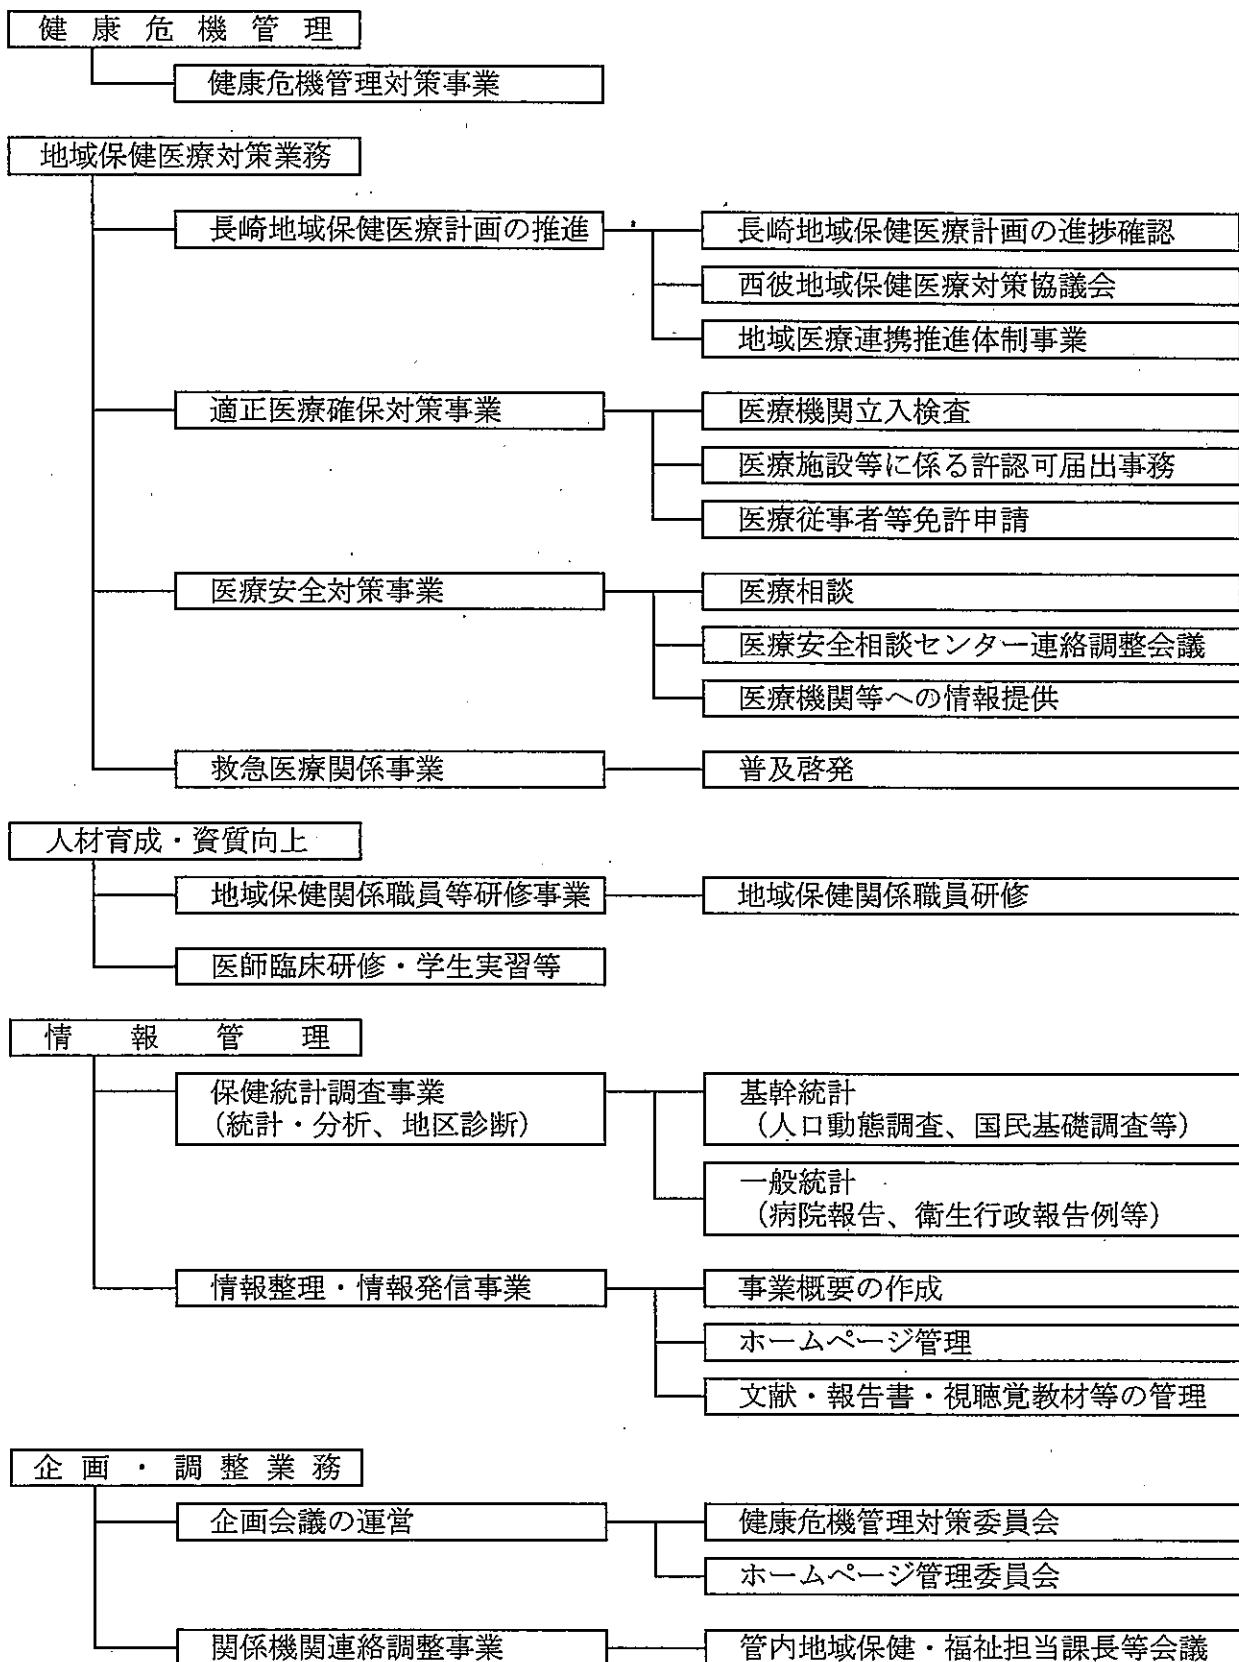 健康危機管理
健康危機管理対策事業
地域保健医療対策業務
長崎地域保健医療計画の推進
長崎地域保健医療計画の進捗確認
西彼地域保健医療対策協議会
地域医療連携推進体制事業
適正医療確保対策事業
医療機関立入検査
医療施設等に係る許認可届出事務
医療従事者等免許申請
医療安全対策事業
医療相談
医療安全相談センター連絡調整会議
医療機関等への情報提供
救急医療関係事業
普及啓発
人材育成・資質向上
地域保健関係職員等研修事業
地域保健関係職員研修
医師臨床研修・学生実習等
情報管理
保健統計調査事業
(統計・分析、地区診断)
基幹統計
(人口動態調査、国民基礎調査等)
一般統計
(病院報告、衛生行政報告例等)
情報整理・情報発信事業
事業概要の作成
ホームページ管理
文献・報告書・視聴覚教材等の管理
企画・調整業務
企画会議の運営
健康危機管理対策委員会
ホームページ管理委員会
関係機関連絡調整事業
管内地域保健・福祉担当課長等会議